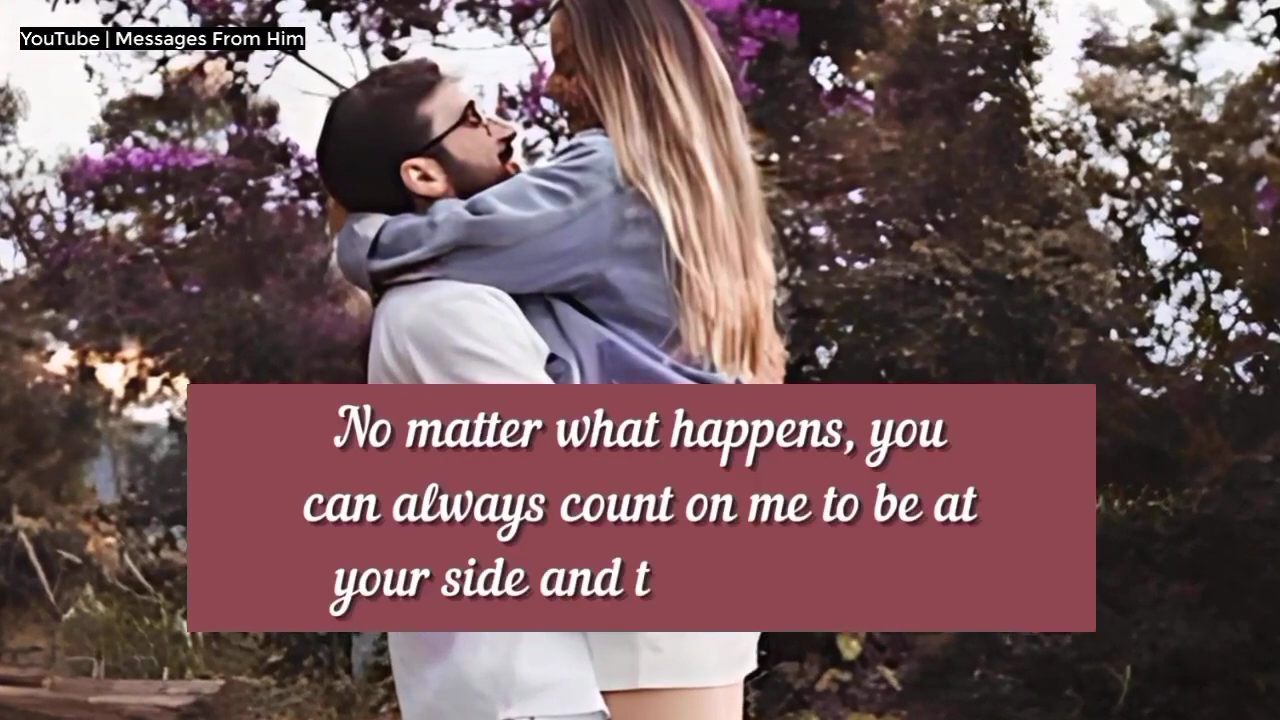 YouTube | Messages From Him
No matter what happens, you
can always count on me to be at
your side and t